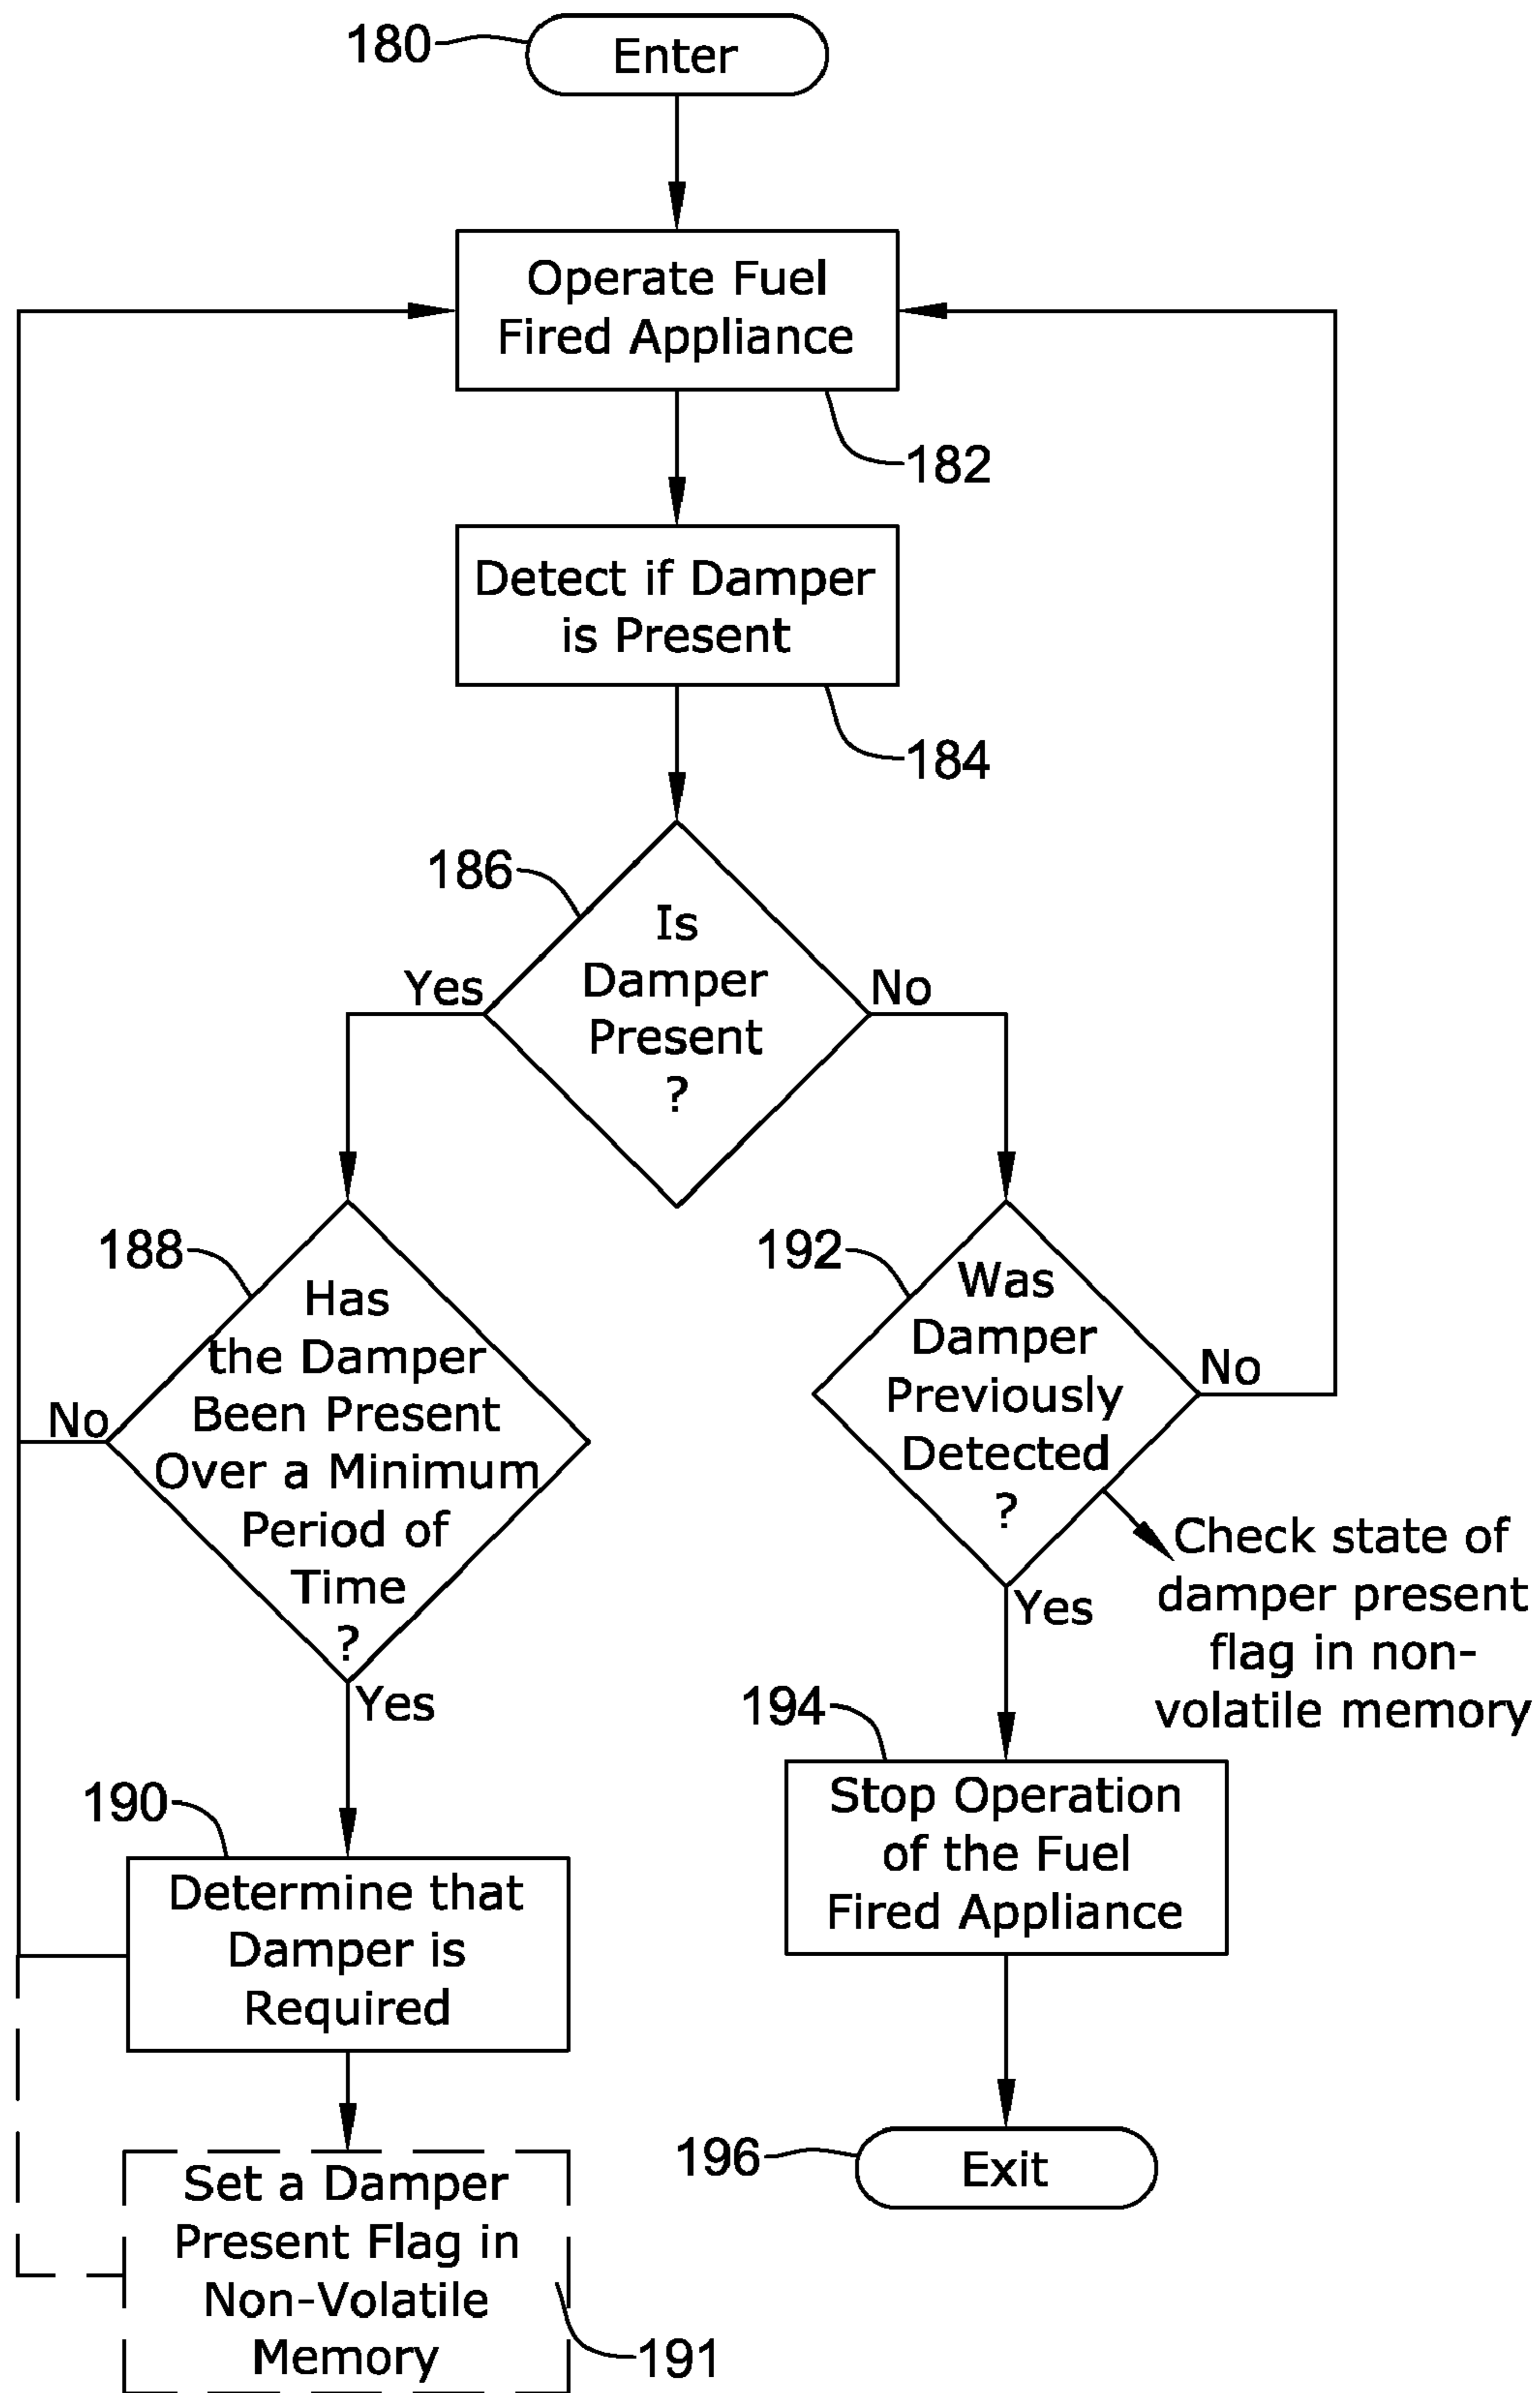 180
Enter
Operate Fuel
Fired Appliance
182
Detect if Damper
is Present
184
186
Is
Damper
Present
?
Yes
No
188
Has
the Damper
Been Present
Over a Minimum
Period of
Time
?
No
Yes
192
Was
Damper
Previously
Detected
?
No
Yes
Check state of
damper present
flag in non-
volatile memory
190
Determine that
Damper is
Required
194
Stop Operation
of the Fuel
Fired Appliance
Set a Damper
Present Flag in
Non-Volatile
Memory
191
196
Exit